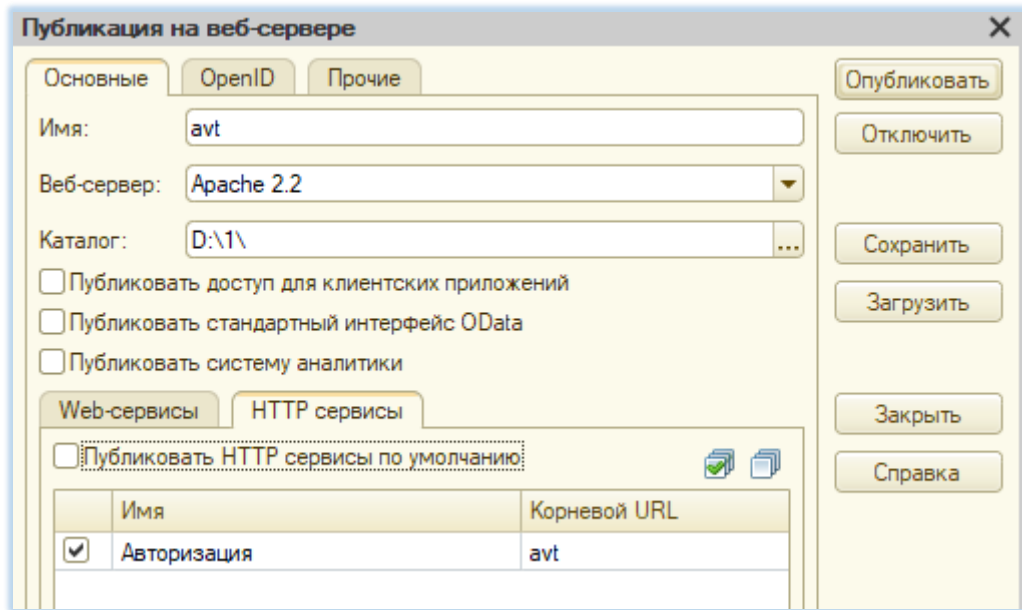 Публикация на веб-сервере
Основные OpenID Прочие
Опубликовать
Имя: avt
Отключить
Веб-сервер: Apache 2.2
Каталог: D:\1\ ...
Сохранить
Публиковать доступ для клиентских приложений
Загрузить
Публиковать стандартный интерфейс OData
Публиковать систему аналитики
Web-сервисы HTTP сервисы
Закрыть
Публиковать HTTP сервисы по умолчанию
Справка
Имя Корневой URL
Авторизация avt